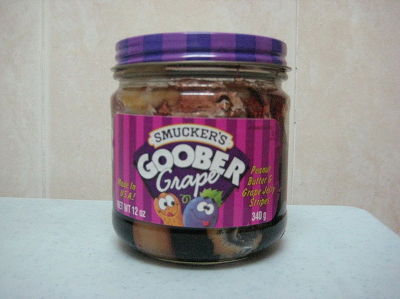 SMUCKER'S
GOOBER
Grape
Made In
U.S.A!
NET WT 12 oz
Peanut
Butter &
Grape Jelly
Stripes
340 g